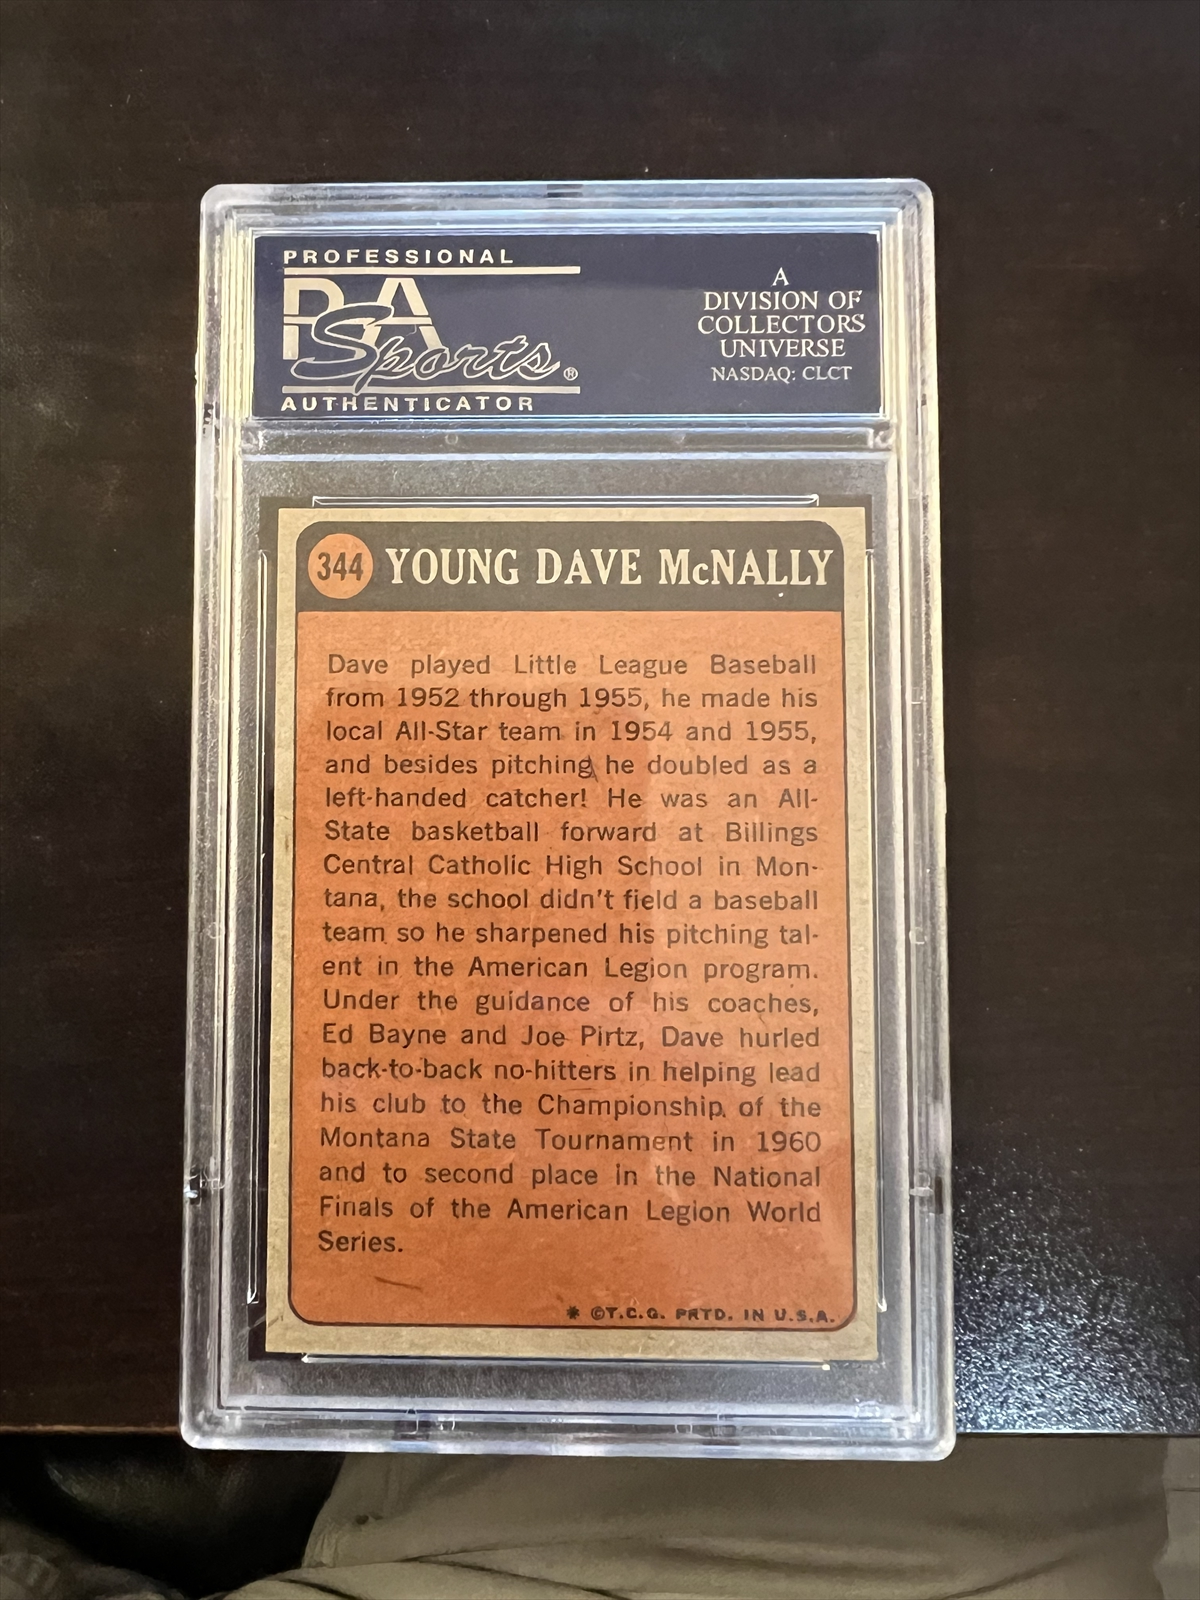 PROFESSIONAL
PSA
Sports®
AUTHENTICATOR
A
DIVISION OF
COLLECTORS
UNIVERSE
NASDAQ: CLCT
344 YOUNG DAVE McNALLY
Dave played Little League Baseball
from 1952 through 1955, he made his
local All-Star team in 1954 and 1955,
and besides pitching he doubled as a
left-handed catcher! He was an All-
State basketball forward at Billings
Central Catholic High School in Mon-
tana, the school didn't field a baseball
team so he sharpened his pitching tal-
ent in the American Legion program.
Under the guidance of his coaches,
Ed Bayne and Joe Pirtz, Dave hurled
back-to-back no-hitters in helping lead
his club to the Championship of the
Montana State Tournament in 1960
and to second place in the National
Finals of the American Legion World
Series.
* ©T.C.G. PRTD. IN U.S.A.